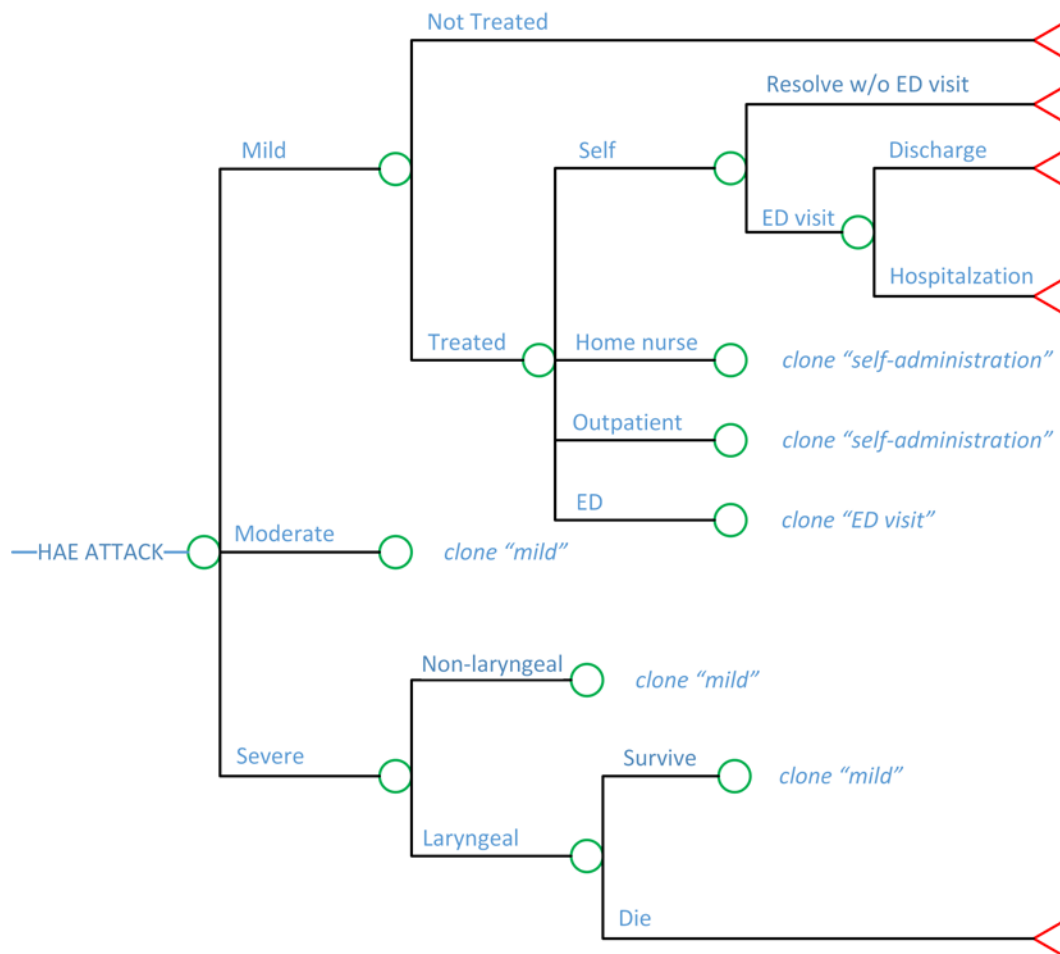 Not Treated
Resolve w/o ED visit
Mild
Self
Discharge
ED visit
Hospitalzation
Treated
Home nurse
clone “self-administration”
Outpatient
clone “self-administration”
ED
clone “ED visit”
Moderate
HAE ATTACK
clone “mild”
Non-laryngeal
clone “mild”
Severe
Survive
clone “mild”
Laryngeal
Die